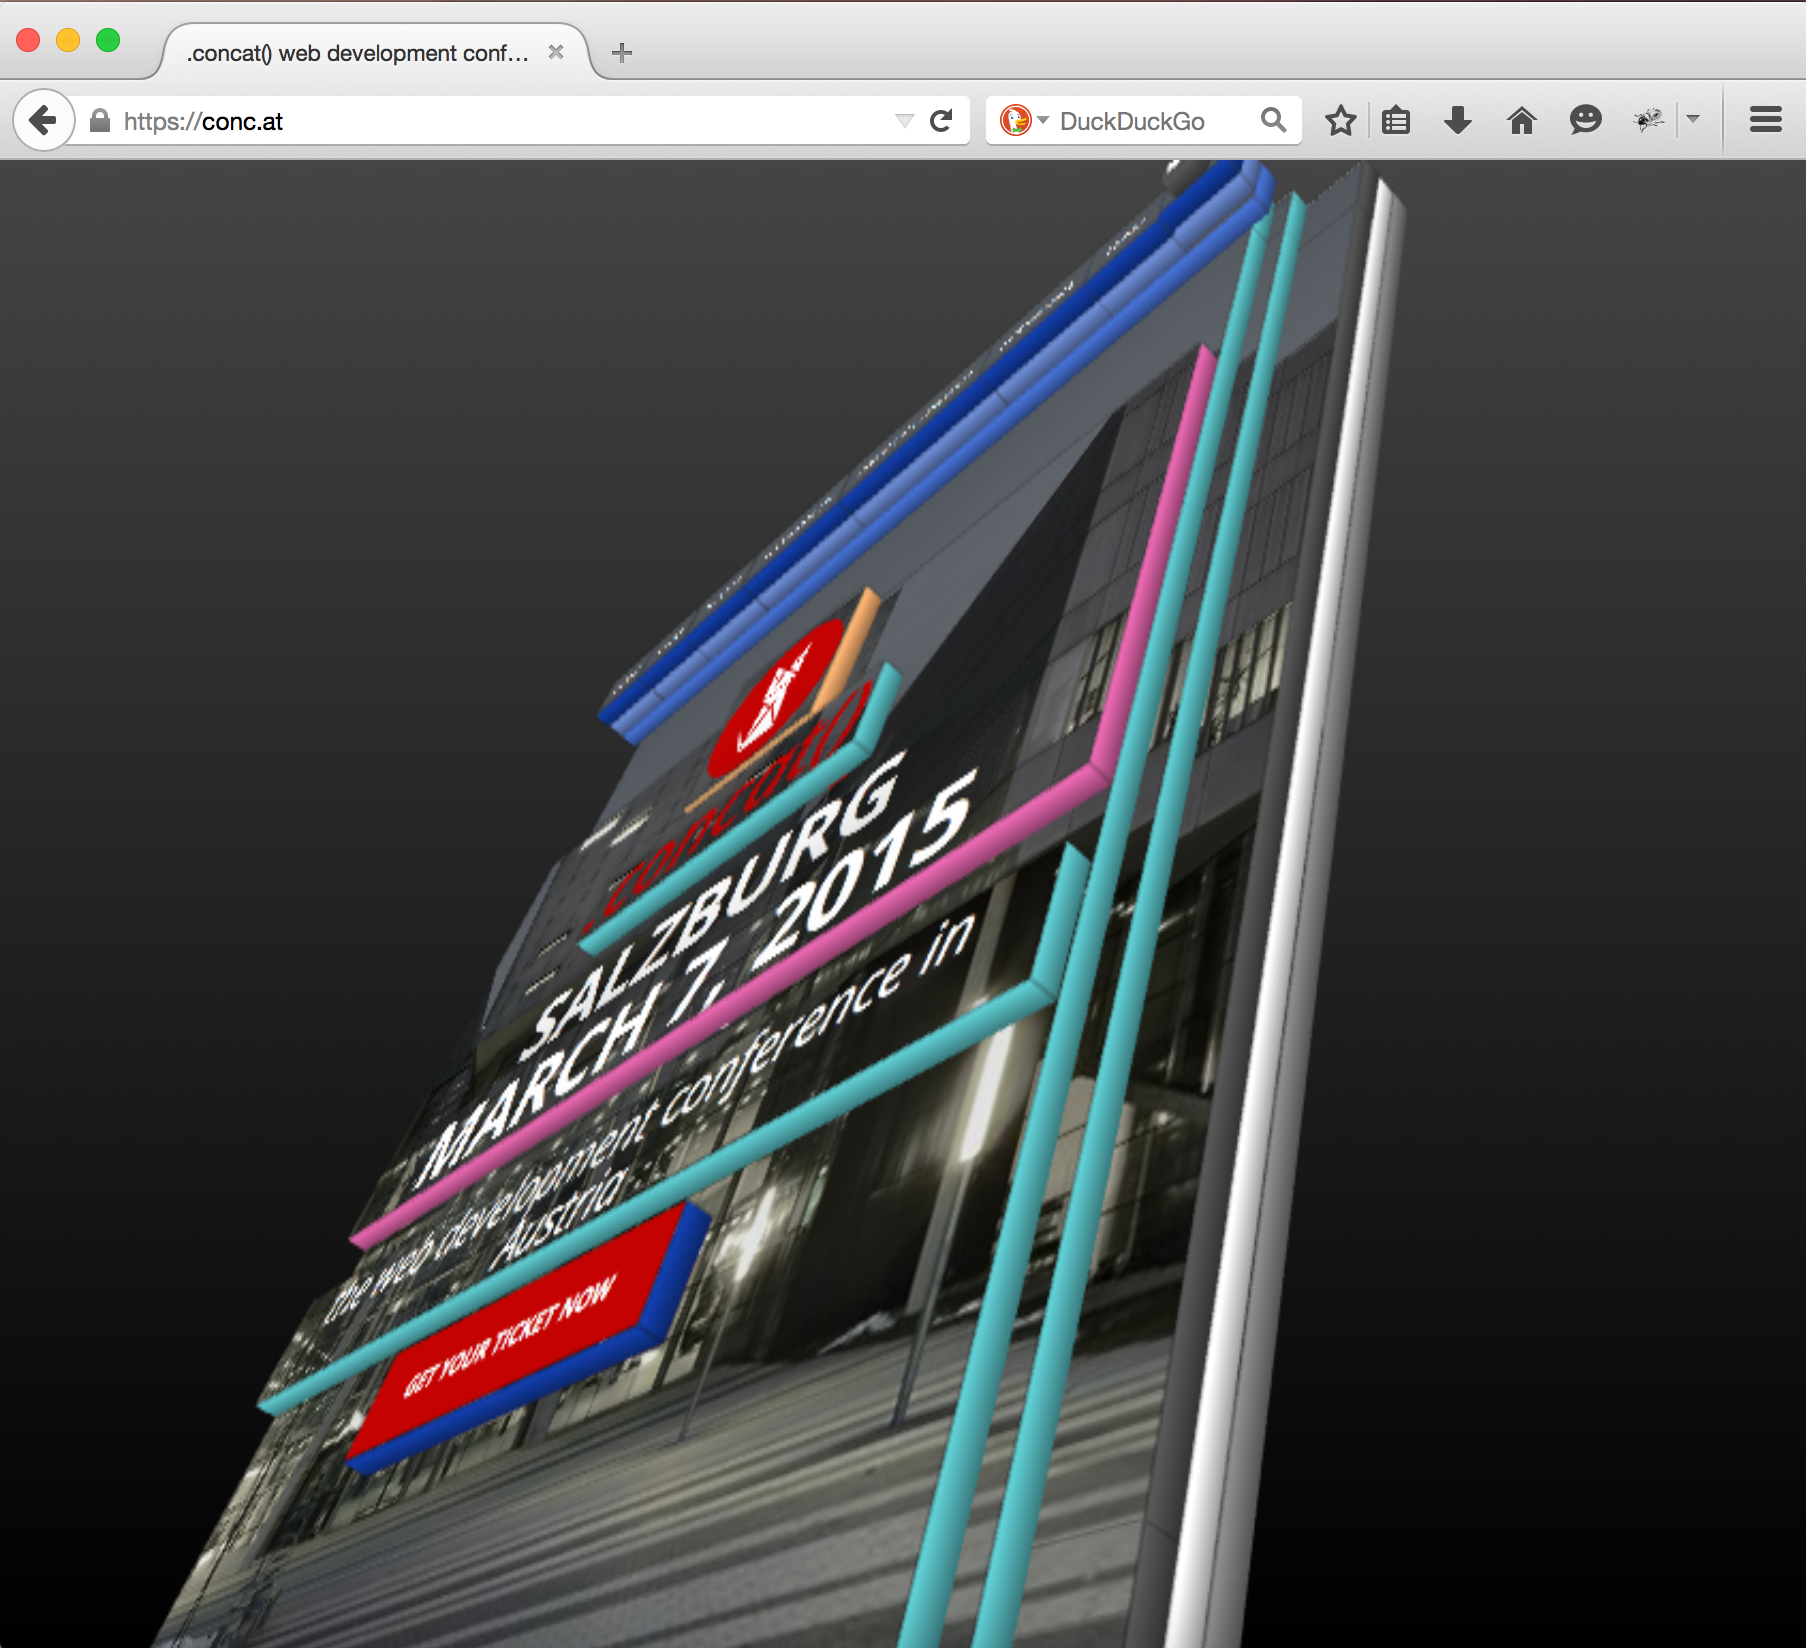 .concat() web development conf...
https://conc.at
DuckDuckGo
.concat()
SALZBURG
MARCH 7, 2015
the web development conference in
Austria
GET YOUR TICKET NOW